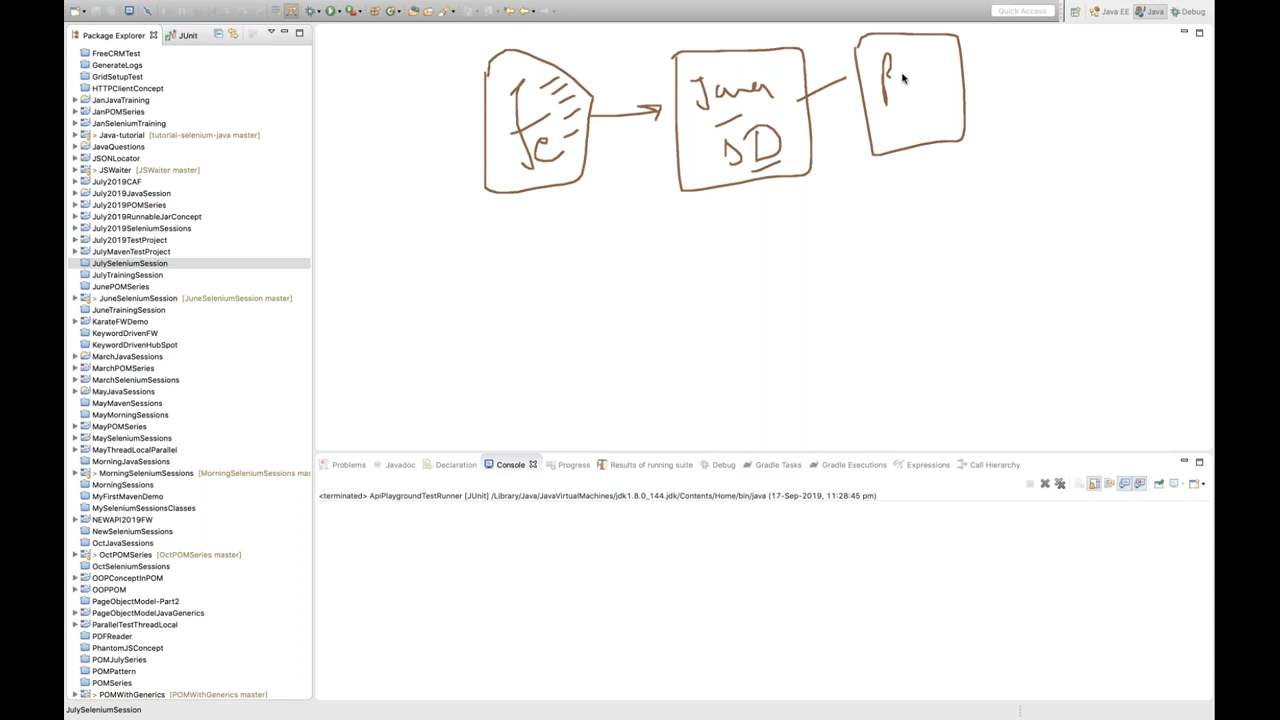 Quick Access
Java EE
Java
Debug
Package Explorer
JUnit
FreeCRMTest
GenerateLogs
GridSetupTest
HTTPClientConcept
JanJavaTraining
JanPOMSeries
JanSeleniumTraining
> Java-tutorial [tutorial-selenium-java master]
JavaQuestions
JSONLocator
> JSWaiter [JSWaiter master]
July2019CAF
July2019JavaSession
July2019POMSeries
July2019RunnableJarConcept
July2019SeleniumSessions
July2019TestProject
JulyMavenTestProject
JulySeleniumSession
JulyTrainingSession
JunePOMSeries
> JuneSeleniumSession [JuneSeleniumSession master]
JuneTrainingSession
KarateFWDemo
KeywordDrivenFW
KeywordDrivenHubSpot
MarchJavaSessions
MarchPOMSeries
MarchSeleniumSessions
MayJavaSessions
MayMavenSessions
MayMorningSessions
MayPOMSeries
MaySeleniumSessions
MayThreadLocalParallel
MorningJavaSessions
> MorningSeleniumSessions [MorningSeleniumSessions mas
MorningSessions
MyFirstMavenDemo
MySeleniumSessionsClasses
NEWAPI2019FW
NewSeleniumSessions
OctJavaSessions
> OctPOMSeries [OctPOMSeries master]
OctSeleniumSessions
OOPConceptInPOM
OOPPOM
PageObjectModel-Part2
PageObjectModelJavaGenerics
ParallelTestThreadLocal
PDFReader
PhantomJSConcept
POMJulySeries
POMPattern
POMSeries
> POMWithGenerics [POMWithGenerics master]
JulySeleniumSession
Java
SD
Problems
Javadoc
Declaration
Console
Progress
Results of running suite
Debug
Gradle Tasks
Gradle Executions
Expressions
Call Hierarchy
<terminated> ApiPlaygroundTestRunner [JUnit] /Library/Java/JavaVirtualMachines/jdk1.8.0_144.jdk/Contents/Home/bin/java (17-Sep-2019, 11:28:45 pm)